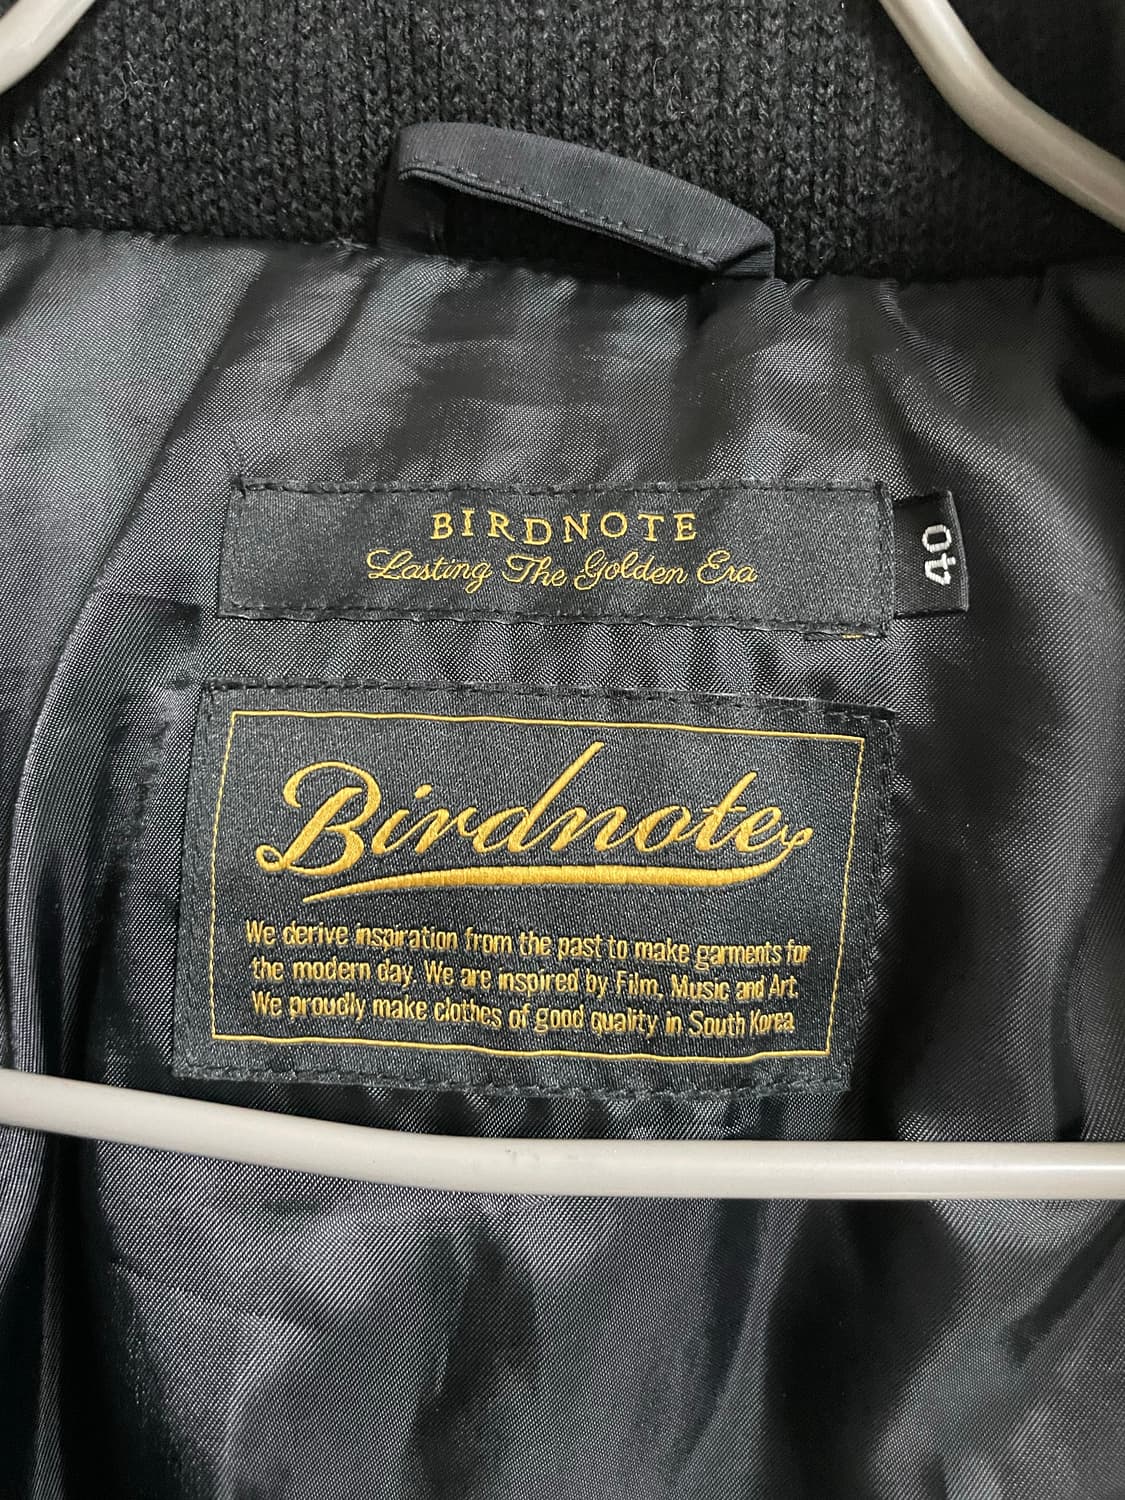 BIRDNOTE
Lasting The Golden Era
40
Birdnote
We derive inspiration from the past to make garments for
the modern day. We are inspired by Film, Music and Art.
We proudly make clothes of good quality in South Korea